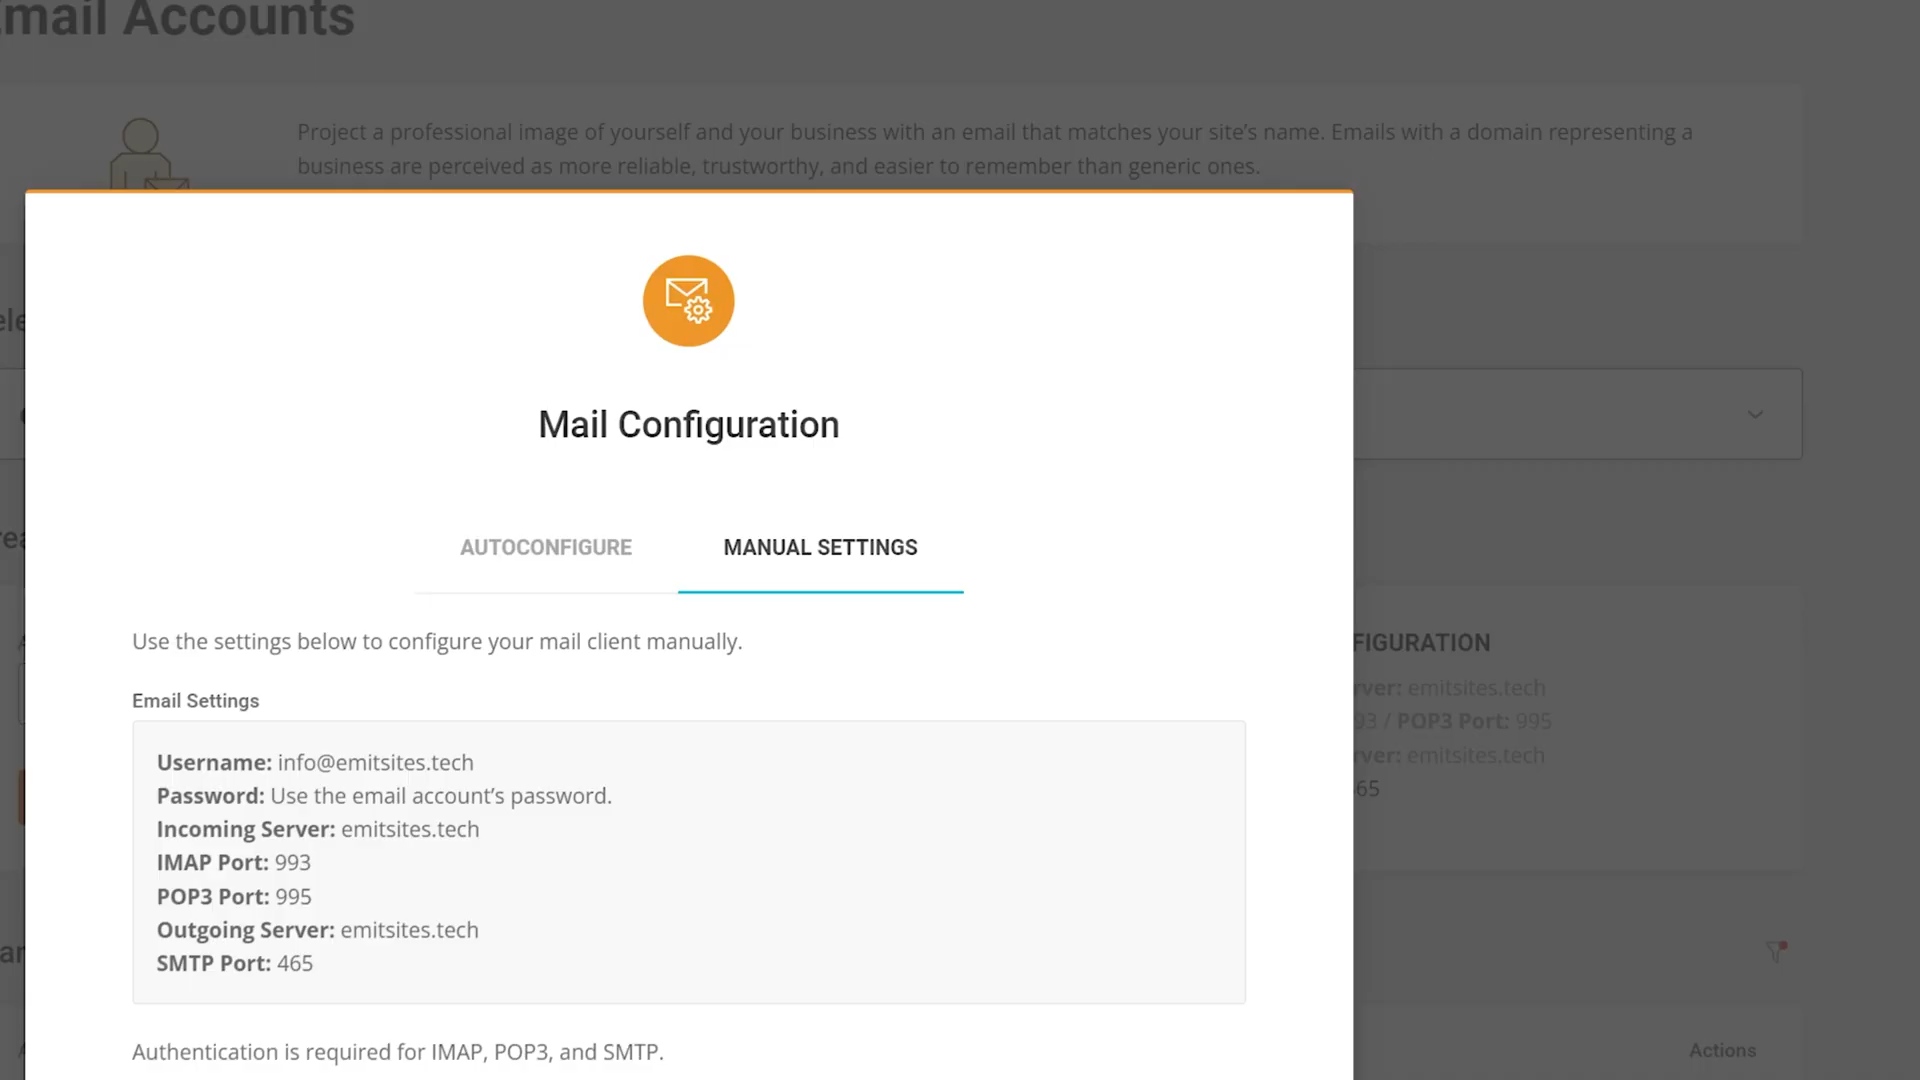 Email Accounts
Project a professional image of yourself and your business with an email that matches your site's name. Emails with a domain representing a
business are perceived as more reliable, trustworthy, and easier to remember than generic ones.
Mail Configuration
AUTOCONFIGURE
MANUAL SETTINGS
Use the settings below to configure your mail client manually.
Email Settings
Username: info@emitsites.tech
Password: Use the email account’s password.
Incoming Server: emitsites.tech
IMAP Port: 993
POP3 Port: 995
Outgoing Server: emitsites.tech
SMTP Port: 465
Authentication is required for IMAP, POP3, and SMTP.
FIGURATION
rver: emitsites.tech
93 / POP3 Port: 995
rver: emitsites.tech
65
Actions